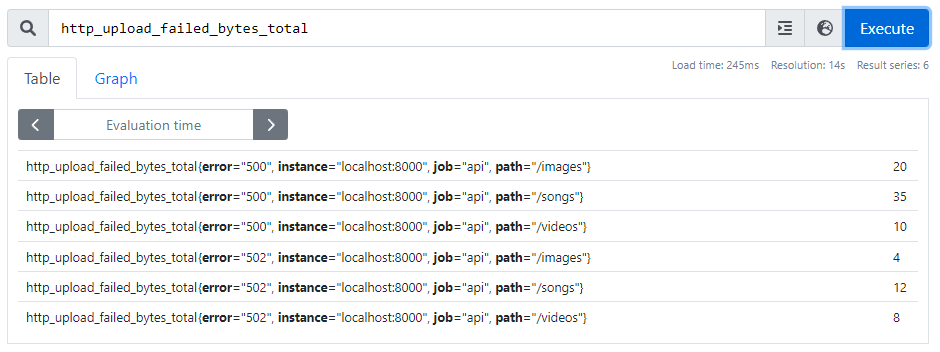 http_upload_failed_bytes_total Execute
Load time: 245ms Resolution: 14s Result series: 6
Table Graph
Evaluation time
http_upload_failed_bytes_total{error="500", instance="localhost:8000", job="api", path="/images"} 20
http_upload_failed_bytes_total{error="500", instance="localhost:8000", job="api", path="/songs"} 35
http_upload_failed_bytes_total{error="500", instance="localhost:8000", job="api", path="/videos"} 10
http_upload_failed_bytes_total{error="502", instance="localhost:8000", job="api", path="/images"} 4
http_upload_failed_bytes_total{error="502", instance="localhost:8000", job="api", path="/songs"} 12
http_upload_failed_bytes_total{error="502", instance="localhost:8000", job="api", path="/videos"} 8